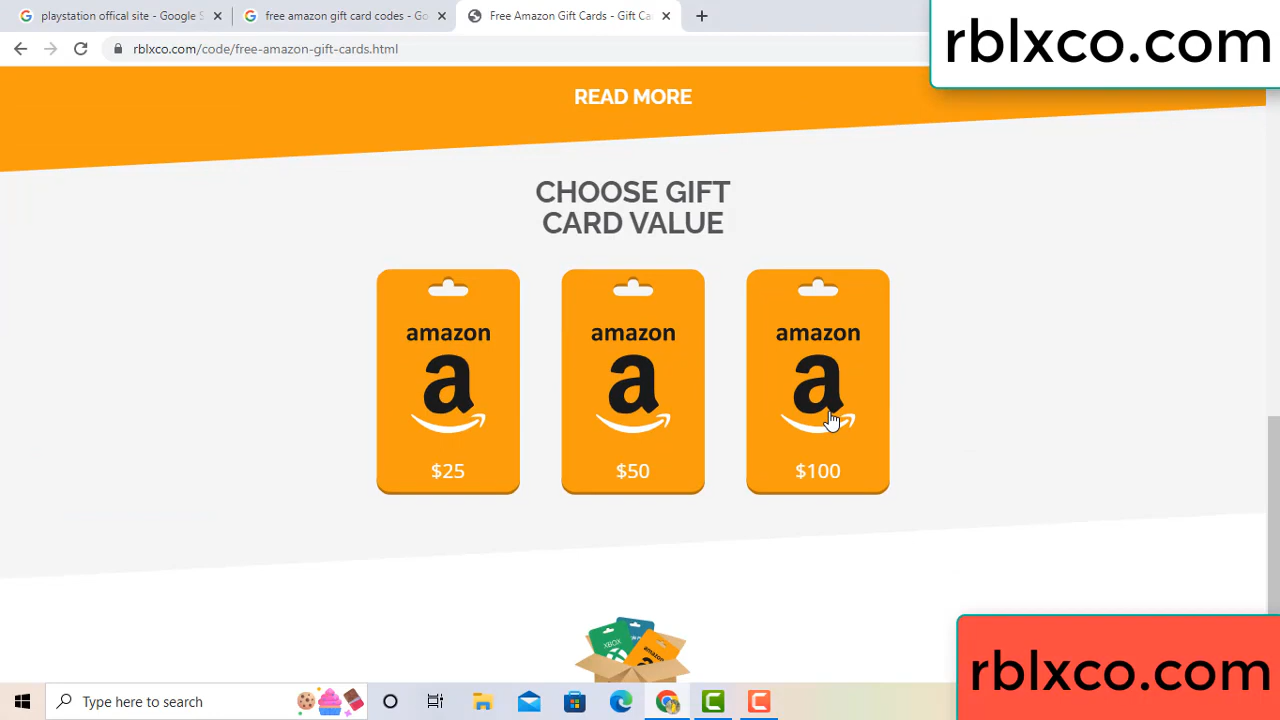 playstation offical site - Google S
free amazon gift card codes - Go
Free Amazon Gift Cards - Gift Ca
rblxco.com/code/free-amazon-gift-cards.html
rblxco.com
READ MORE
CHOOSE GIFT
CARD VALUE
amazon amazon amazon
a a a
$25 $50 $100
XBOX
amazon
rblxco.com
Type here to search